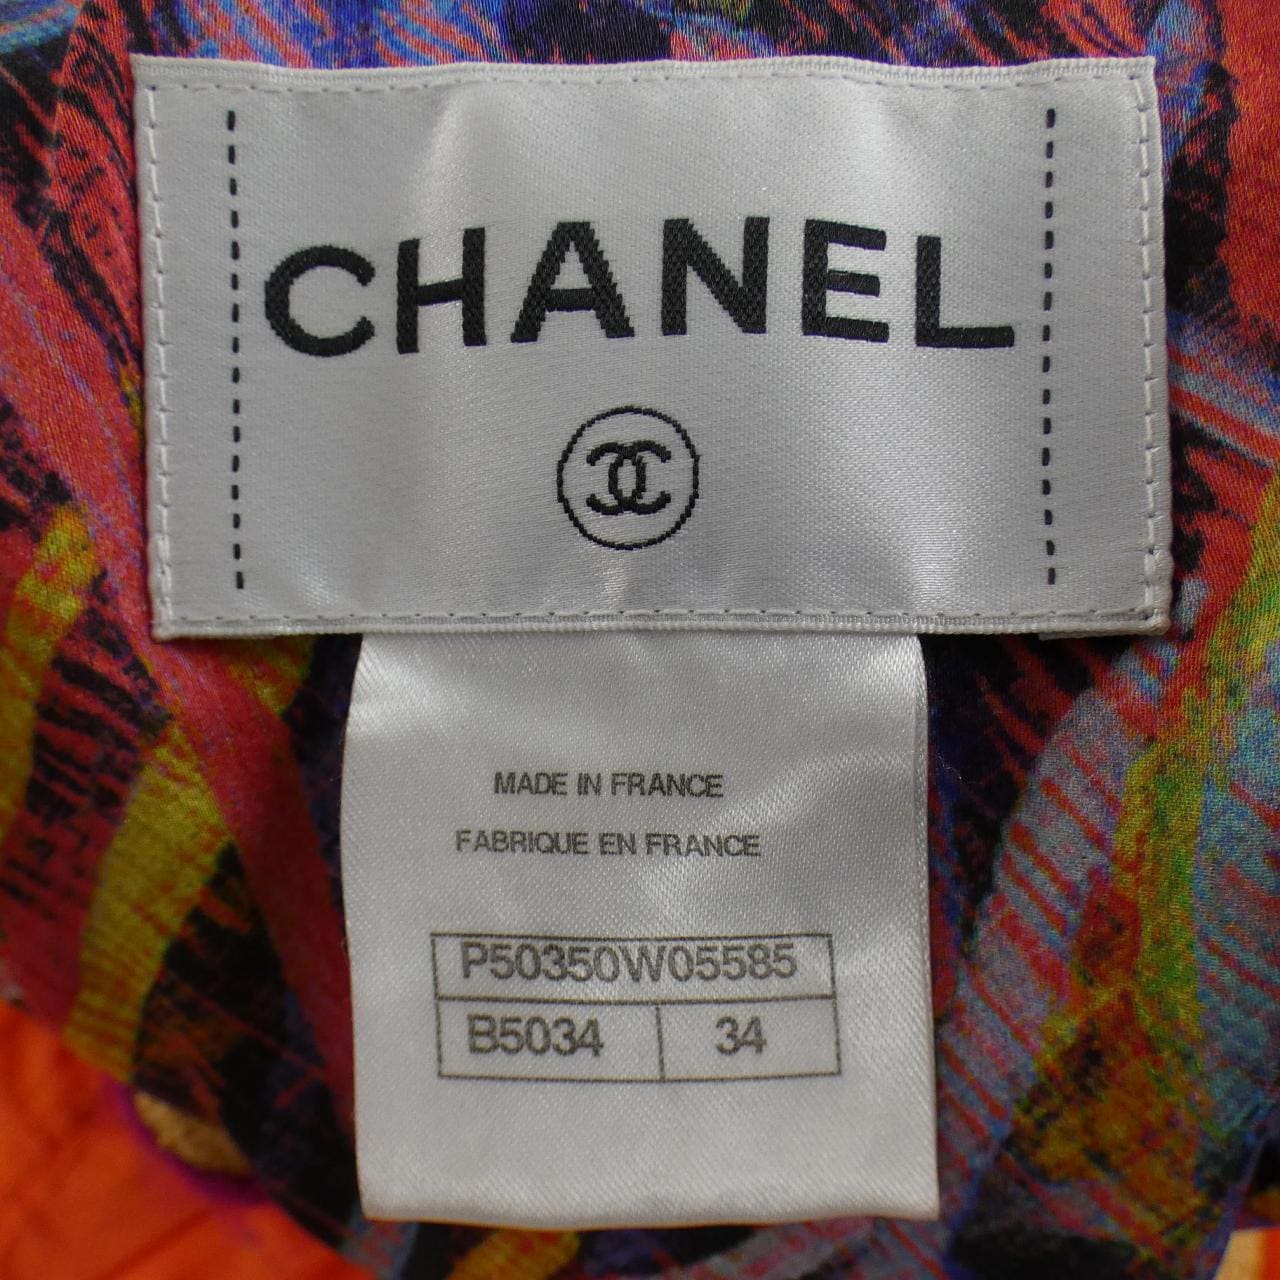 CHANEL
MADE IN FRANCE
FABRIQUE EN FRANCE
P50350W05585
B5034 34